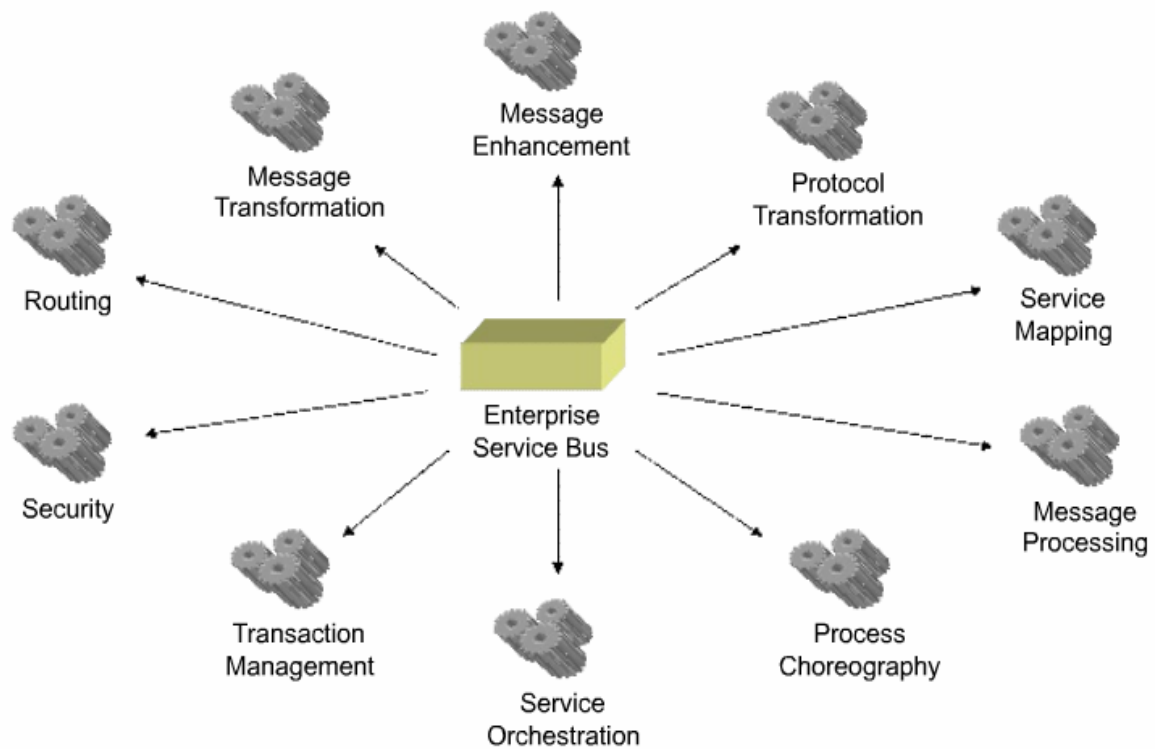 Message
Enhancement
Message
Transformation
Protocol
Transformation
Routing
Service
Mapping
Enterprise
Service Bus
Security
Message
Processing
Transaction
Management
Process
Choreography
Service
Orchestration